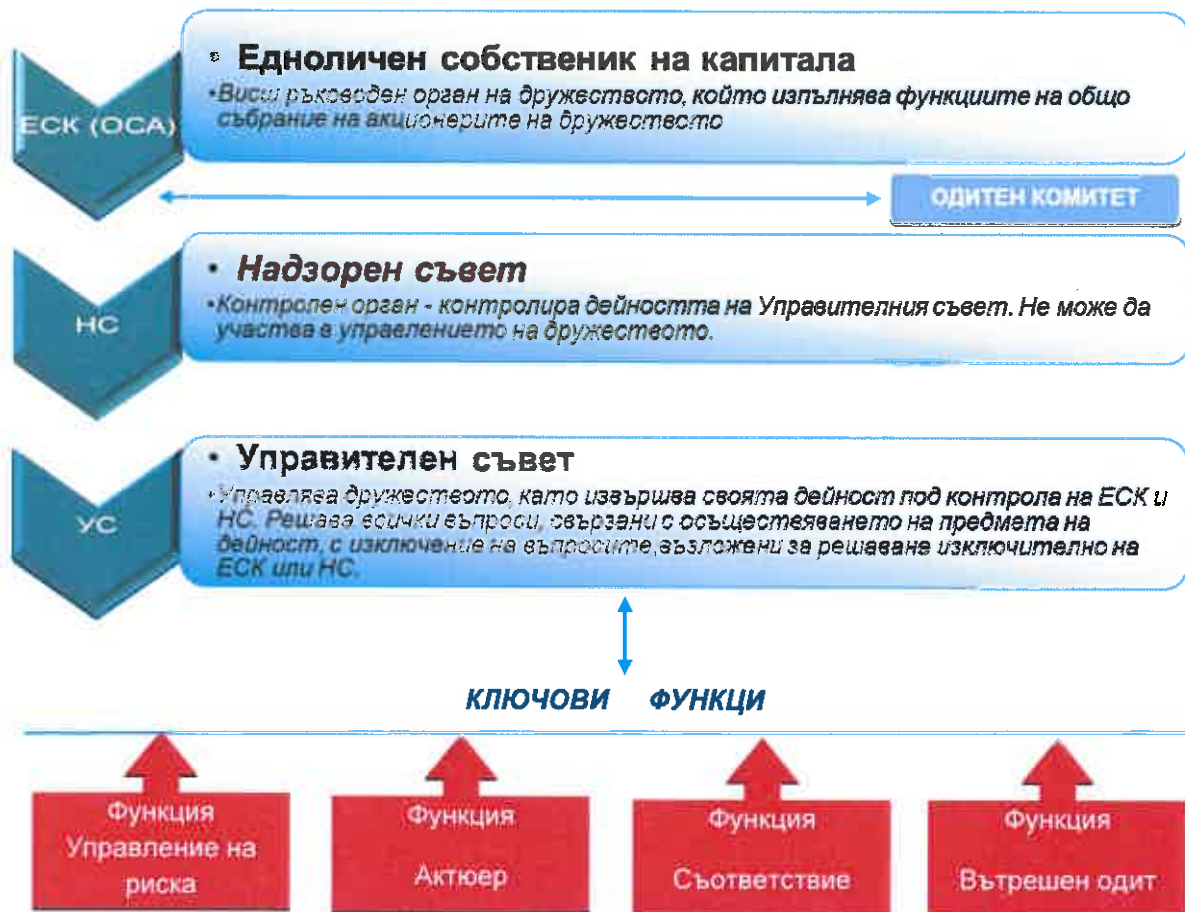 ЕСК (ОСА)
• Едноличен собственик на капитала
•Висш ръководен орган на дружеството, който изпълнява функциите на общо
събрание на акционерите на дружеството
ОДИТЕН КОМИТЕТ
НС
• Надзорен съвет
•Контролен орган - контролира дейността на Управителния съвет. Не може да
участва в управлението на дружеството.
УС
• Управителен съвет
•Управлява дружеството, като извършва своята дейност под контрола на ЕСК и
НС. Решава всички въпроси, свързани с осъществяването на предмета на
дейност, с изключение на въпросите,възложени за решаване изключително на
ЕСК или НС.
КЛЮЧОВИ ФУНКЦИ
Функция
Управление на
риска
Функция
Актюер
Функция
Съответствие
Функция
Вътрешен одит